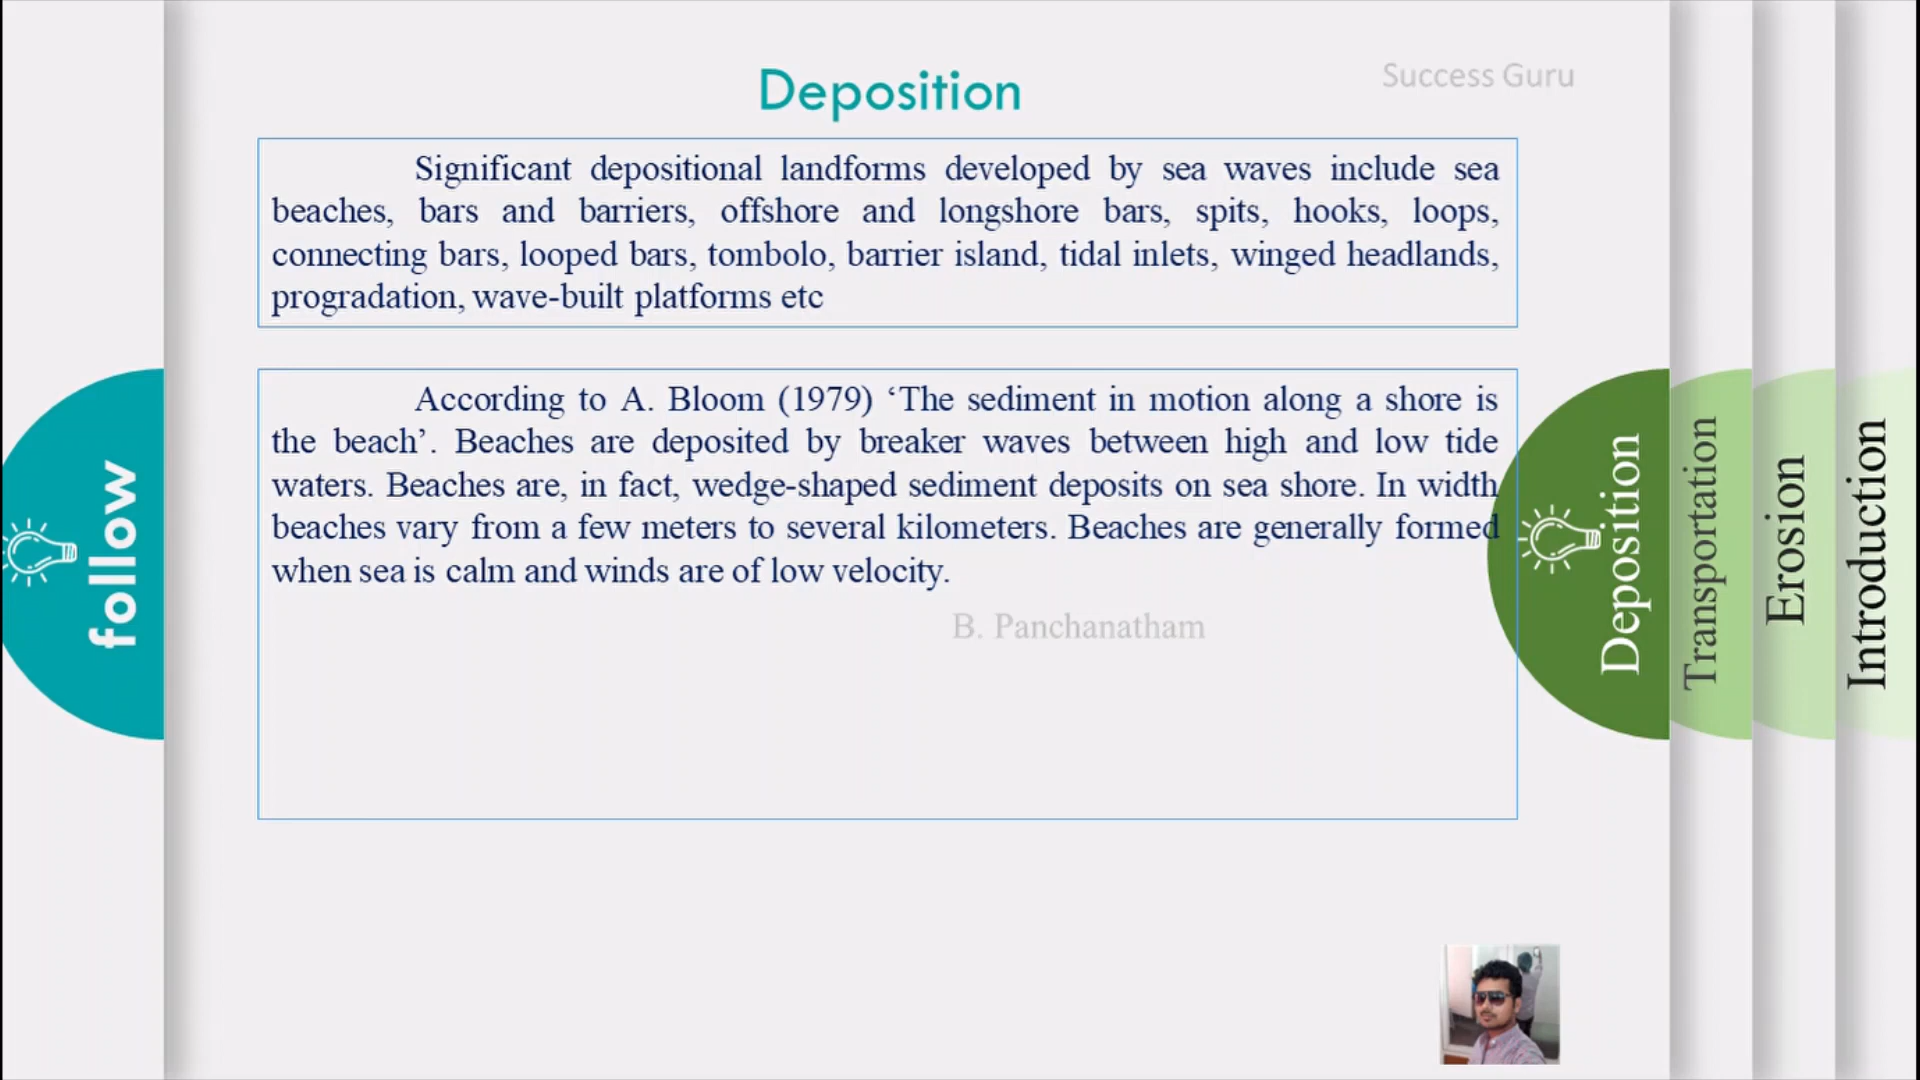 Deposition
Success Guru
Significant depositional landforms developed by sea waves include sea
beaches, bars and barriers, offshore and longshore bars, spits, hooks, loops,
connecting bars, looped bars, tombolo, barrier island, tidal inlets, winged headlands,
progradation, wave-built platforms etc
According to A. Bloom (1979) ‘The sediment in motion along a shore is
the beach’. Beaches are deposited by breaker waves between high and low tide
waters. Beaches are, in fact, wedge-shaped sediment deposits on sea shore. In width
beaches vary from a few meters to several kilometers. Beaches are generally formed
when sea is calm and winds are of low velocity.
B. Panchanatham
follow
Deposition
Transportation
Erosion
Introduction